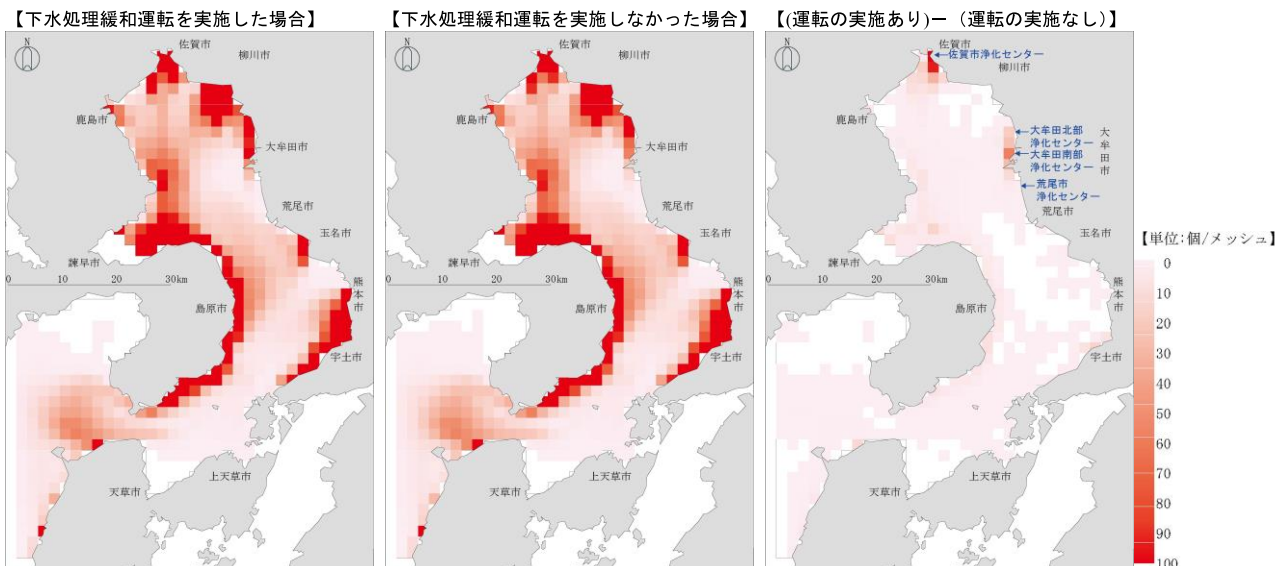 【下水処理緩和運転を実施した場合】
N
佐賀市
柳川市
鹿島市
大牟田市
荒尾市
玉名市
諫早市
0 10 20 30km
熊本市
島原市
宇土市
上天草市
天草市
【下水処理緩和運転を実施しなかった場合】
N
佐賀市
柳川市
鹿島市
大牟田市
荒尾市
玉名市
諫早市
0 10 20 30km
熊本市
島原市
宇土市
上天草市
天草市
【(運転の実施あり)－（運転の実施なし）】
N
佐賀市
佐賀市浄化センター
柳川市
鹿島市
大牟田北部
浄化センター
大牟田南部
浄化センター
大牟田市
荒尾市
浄化センター
荒尾市
玉名市
諫早市
0 10 20 30km
熊本市
島原市
宇土市
上天草市
天草市
【単位:個/メッシュ】
0
10
20
30
40
50
60
70
80
90
100